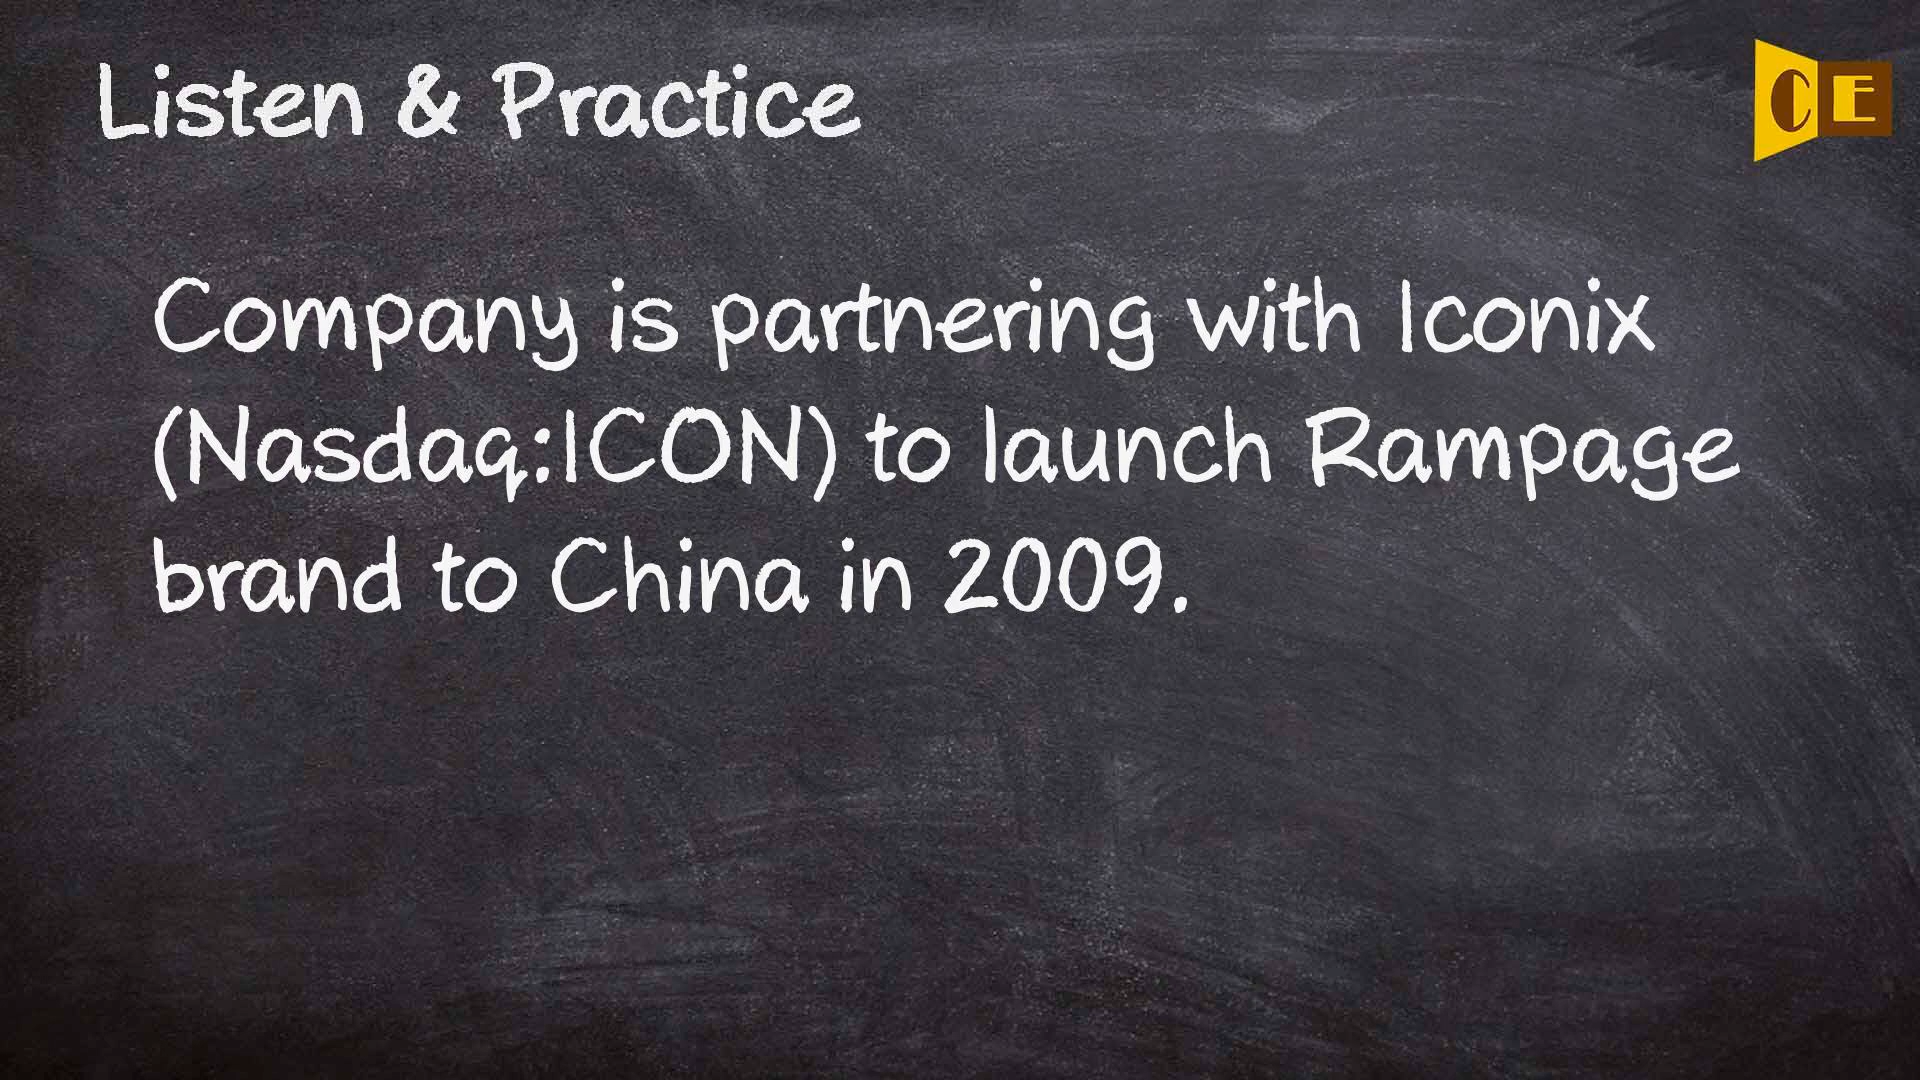 Listen & Practice
CE
Company is partnering with Iconix
(Nasdaq:ICON) to launch Rampage
brand to China in 2009.